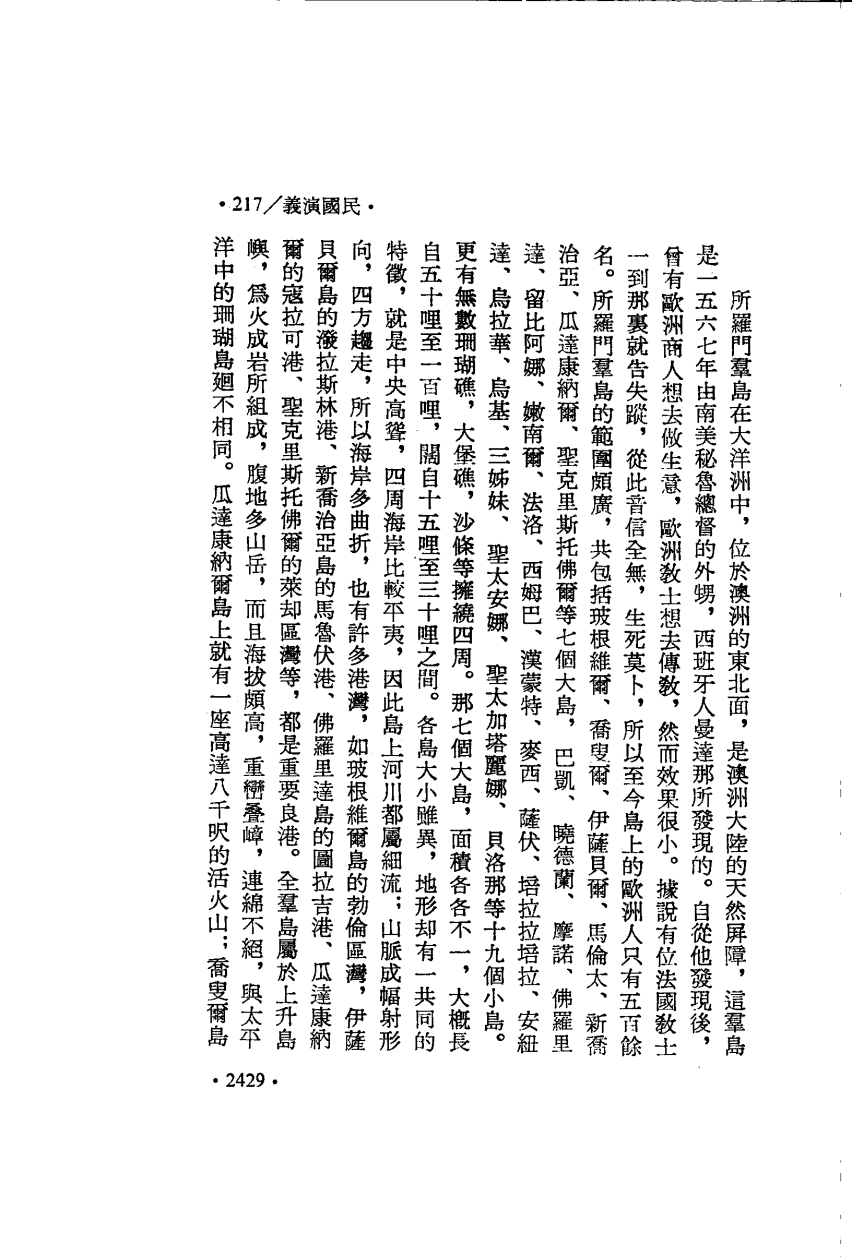 •217/義演國民•
所羅門羣島在大洋洲中，位於澳洲的東北面，是澳洲大陸的天然屏障，這羣島
是一五六七年由南美秘魯總督的外甥，西班牙人曼達那所發現的。自從他發現後，
曾有歐洲商人想去做生意，歐洲教士想去傳教，然而效果很小。據說有位法國教士
一到那裏就告失蹤，從此音信全無，生死莫卜，所以至今島上的歐洲人只有五百餘
名。所羅門羣島的範圍頗廣，共包括玻根維爾、喬叟爾、伊薩貝爾、馬倫太、新喬
治亞、瓜達康納爾、聖克里斯托佛爾等七個大島，巴凱、曉德蘭、摩諾、佛羅里
達、留比阿娜、嫩南爾、法洛、西姆巴、漢蒙特、麥西、薩伏、培拉拉培拉、安紐
達、烏拉華、烏基、三姊妹、聖太安娜、聖太加塔麗娜、貝洛那等十九個小島。
更有無數珊瑚礁，大堡礁，沙條等擁繞四周。那七個大島，面積各各不一，大槪長
自五十哩至一百哩，闊自十五哩至三十哩之間。各島大小雖異，地形却有一共同的
特徵，就是中央高聳，四周海岸比較平夷，因此島上河川都屬細流；山脈成幅射形
向，四方趨走，所以海岸多曲折，也有許多港灣，如玻根維爾島的勃倫區灣，伊薩
貝爾島的潑拉斯林港、新喬治亞島的馬魯伏港、佛羅里達島的圖拉吉港、瓜達康納
爾的寇拉可港、聖克里斯托佛爾的萊却區灣等，都是重要良港。全羣島屬於上升島
嶼，爲火成岩所組成，腹地多山岳，而且海拔頗高，重巒叠嶂，連綿不絕，與太平
洋中的珊瑚島廻不相同。瓜達康納爾島上就有一座高達八千呎的活火山；喬叟爾島
•2429•